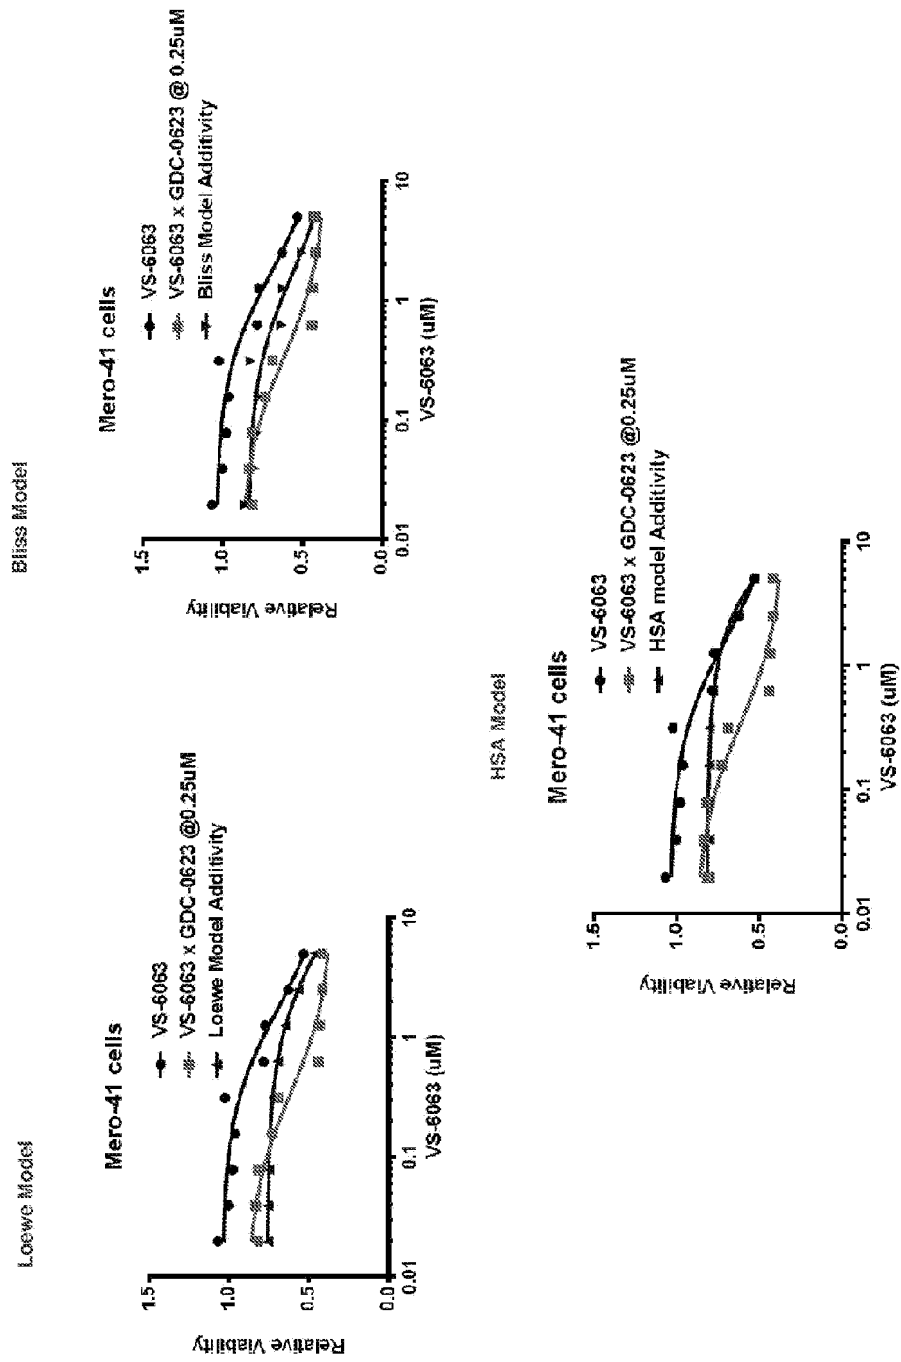 Loewe Model
Mero-41 cells
VS-6063
VS-6063 x GDC-0623 @0.25uM
Loewe Model Additivity
Relative Viability
1.5
1.0
0.5
0.0
0.01
0.1
1
10
VS-6063 (uM)
Bliss Model
Mero-41 cells
VS-6063
VS-6063 x GDC-0623 @ 0.25uM
Bliss Model Additivity
Relative Viability
1.5
1.0
0.5
0.0
0.01
0.1
1
10
VS-6063 (uM)
HSA Model
Mero-41 cells
VS-6063
VS-6063 x GDC-0623 @0.25uM
HSA model Additivity
Relative Viability
1.5
1.0
0.5
0.0
0.01
0.1
1
10
VS-6063 (uM)